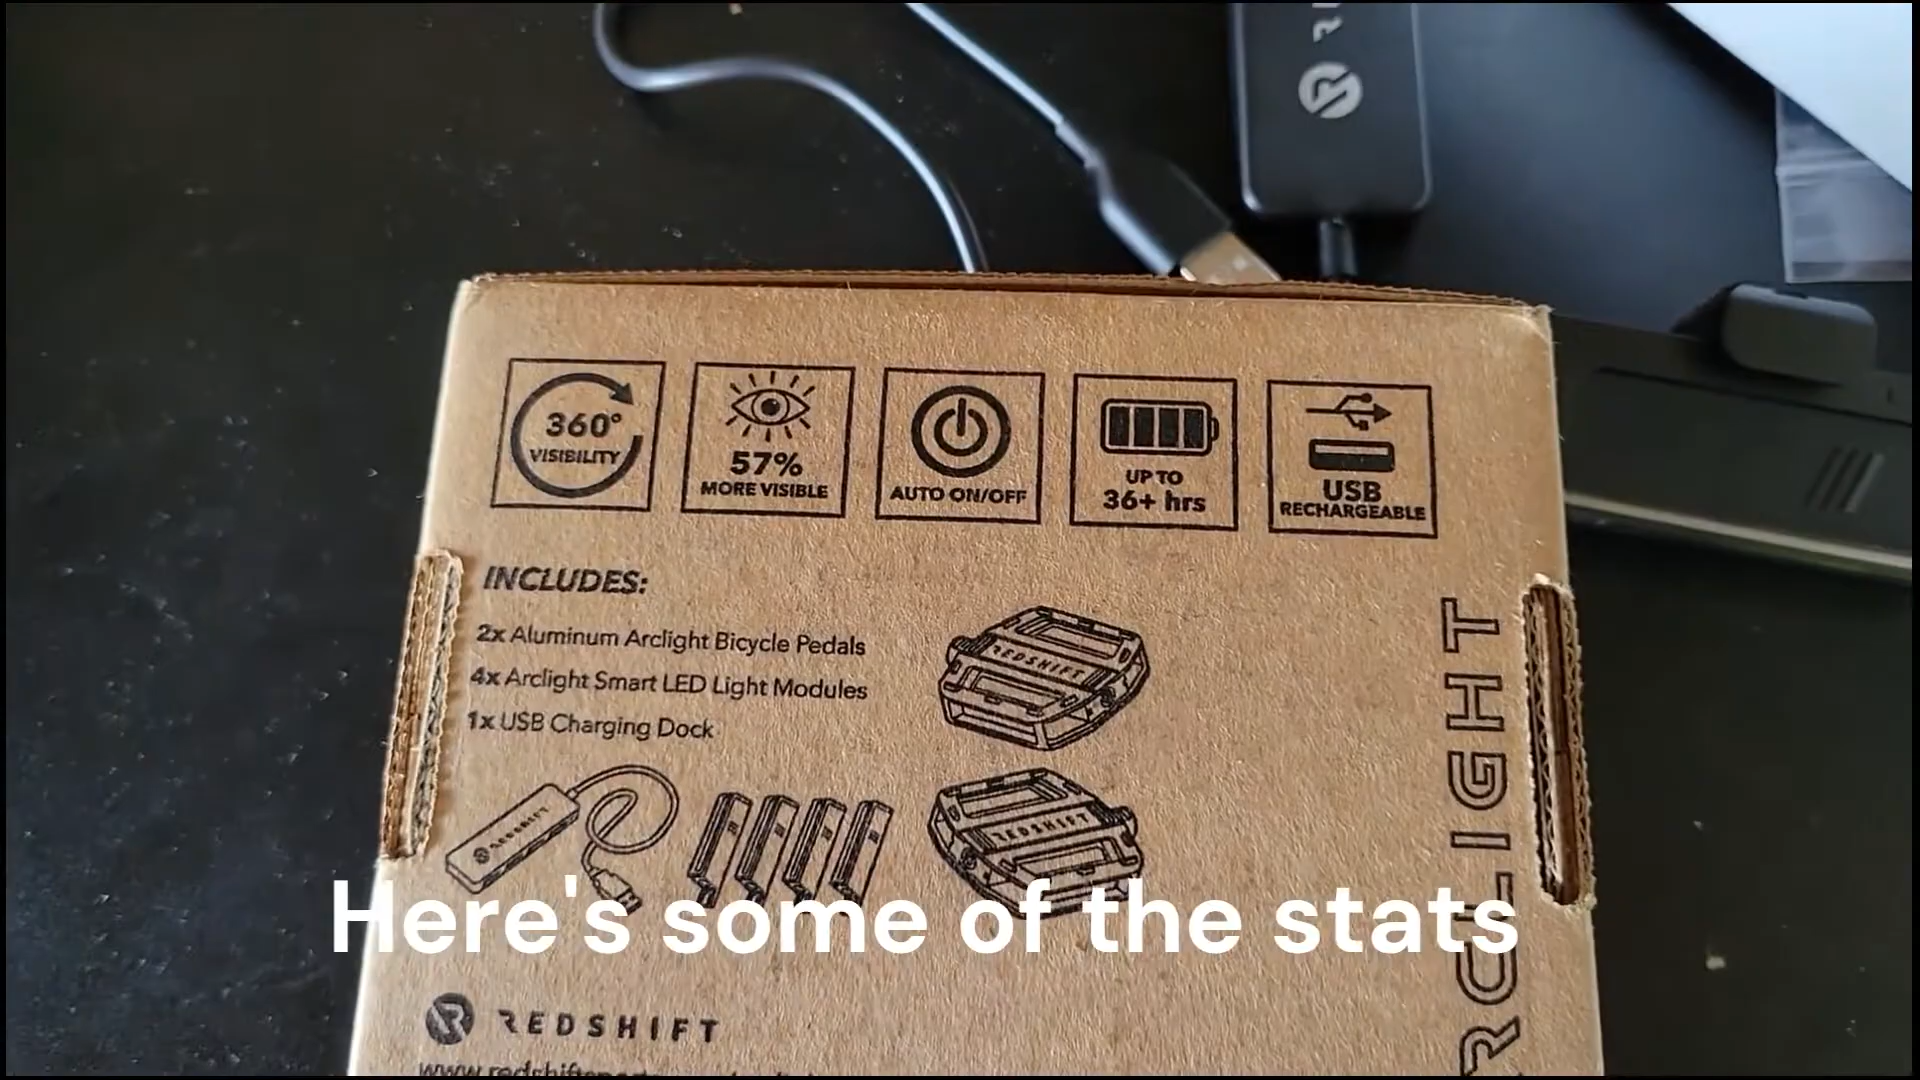 360°
VISIBILITY
57%
MORE VISIBLE
AUTO ON/OFF
UP TO
36+ hrs
USB
RECHARGEABLE
INCLUDES:
2x Aluminum Arclight Bicycle Pedals
4x Arclight Smart LED Light Modules
1x USB Charging Dock
REDSHIFT
REDSHIFT
REDSHIFT
Here's some of the stats
REDSHIFT
RCLIGHT